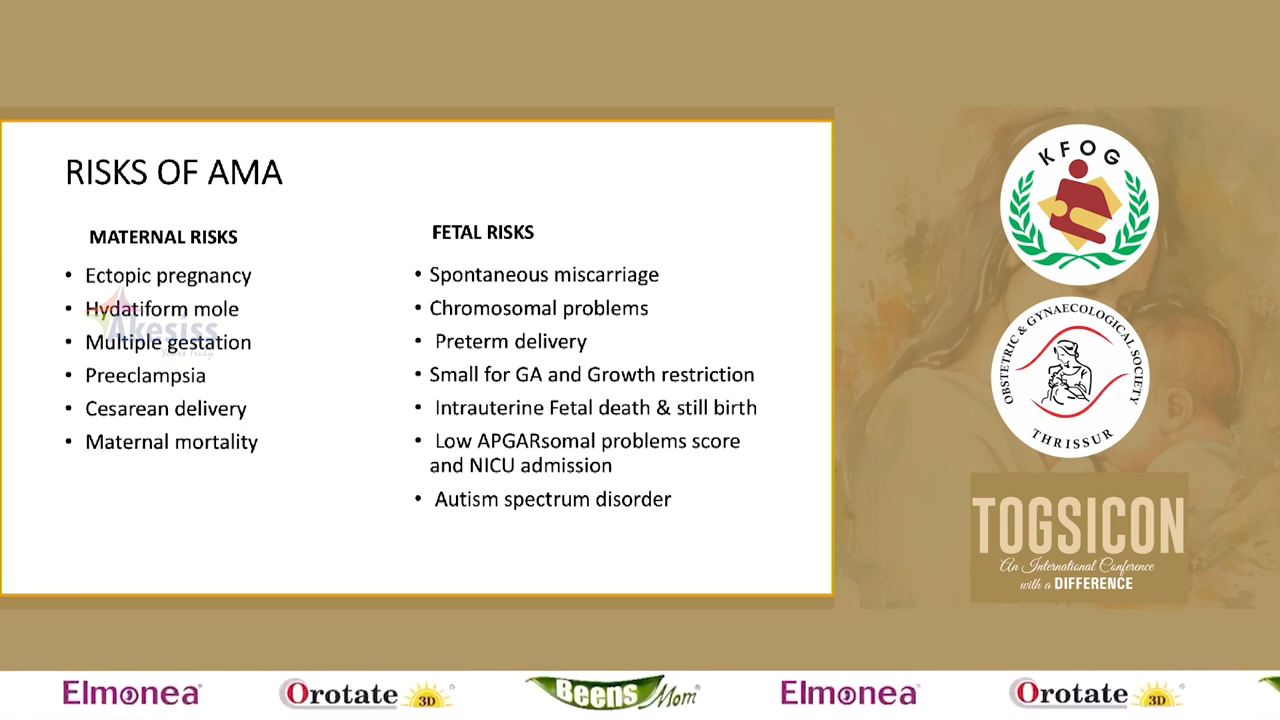 RISKS OF AMA
MATERNAL RISKS
• Ectopic pregnancy
• Hydatiform mole
• Multiple gestation
• Preeclampsia
• Cesarean delivery
• Maternal mortality
FETAL RISKS
• Spontaneous miscarriage
• Chromosomal problems
• Preterm delivery
• Small for GA and Growth restriction
• Intrauterine Fetal death & still birth
• Low APGARsomal problems score
and NICU admission
• Autism spectrum disorder
Akesiss
Yours truly
KFOG
OBSTETRIC & GYNAECOLOGICAL SOCIETY
THRISSUR
TOGSICON
An International Conference
with a DIFFERENCE
Elmonea Orotate 3D Beens Mom Elmonea Orotate 3D